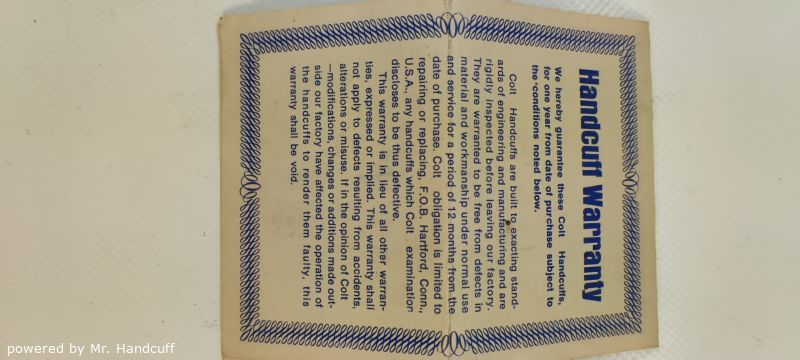 Handcuff Warranty
We hereby guarantee these Colt Handcuffs,
for one year from date of purchase subject to
the conditions noted below.
Colt Handcuffs are built to exacting stand-
ards of engineering and manufacturing and are
rigidly inspected before leaving our factory.
They are warranted to be free from defects in
material and workmanship under normal use
and service for a period of 12 months from the
date of purchase. Colt obligation is limited to
repairing or replacing, F.O.B. Hartford, Conn.,
U.S.A., any handcuffs which Colt examination
discloses to be thus defective.
This warranty is in lieu of all other warran-
ties, expressed or implied. This warranty shall
not apply to defects resulting from accidents,
alterations or misuse. If in the opinion of Colt
—modifications, changes or additions made out-
side our factory have affected the operation of
the handcuffs to render them faulty, this
warranty shall be void.
powered by Mr. Handcuff